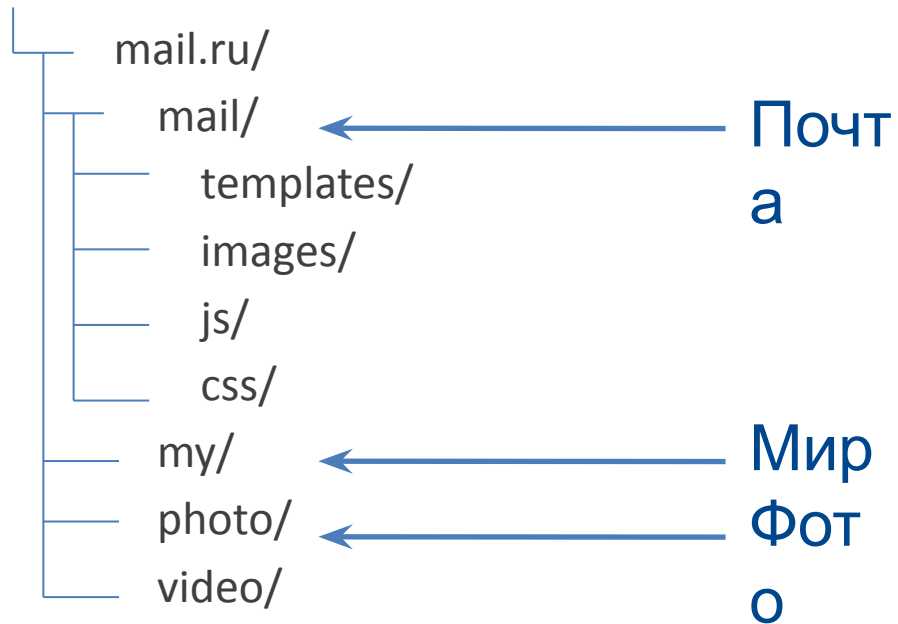 mail.ru/
mail/
Почт
а
templates/
images/
js/
css/
my/
Мир
photo/
Фот
о
video/